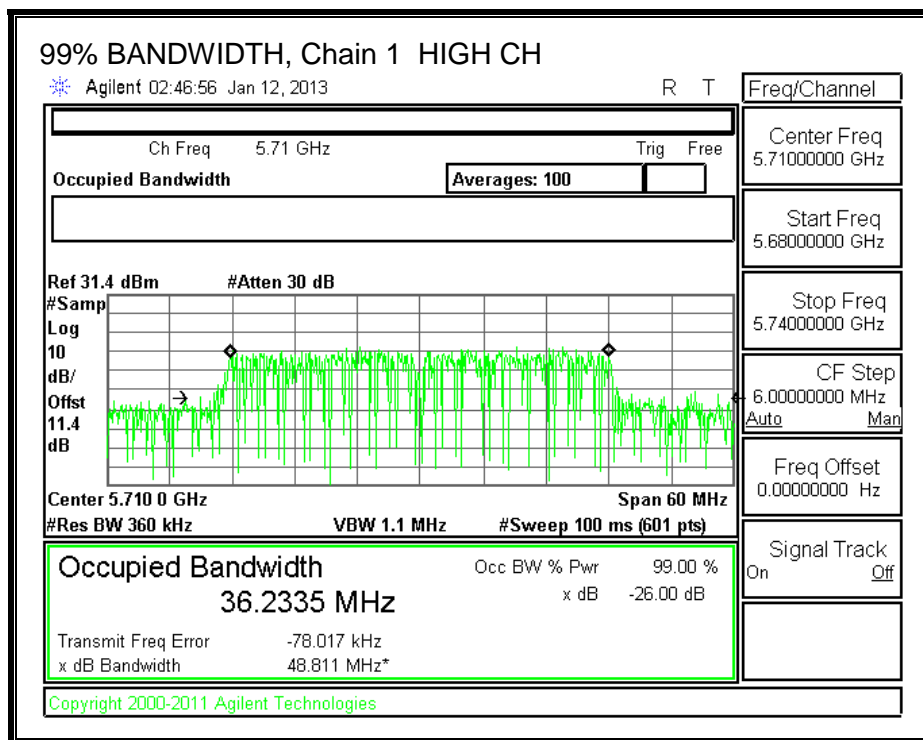 99% BANDWIDTH, Chain 1 HIGH CH
Agilent 02:46:56 Jan 12, 2013 R T
Ch Freq 5.71 GHz Trig Free
Occupied Bandwidth Averages: 100
Ref 31.4 dBm #Atten 30 dB
#Samp
Log
10
dB/
Offst
11.4
dB
Center 5.710 0 GHz Span 60 MHz
#Res BW 360 kHz VBW 1.1 MHz #Sweep 100 ms (601 pts)
Occupied Bandwidth Occ BW % Pwr 99.00 %
36.2335 MHz x dB -26.00 dB
Transmit Freq Error -78.017 kHz
x dB Bandwidth 48.811 MHz*
Copyright 2000-2011 Agilent Technologies
Freq/Channel
Center Freq
5.71000000 GHz
Start Freq
5.68000000 GHz
Stop Freq
5.74000000 GHz
CF Step
6.00000000 MHz
Auto Man
Freq Offset
0.00000000 Hz
Signal Track
On Off